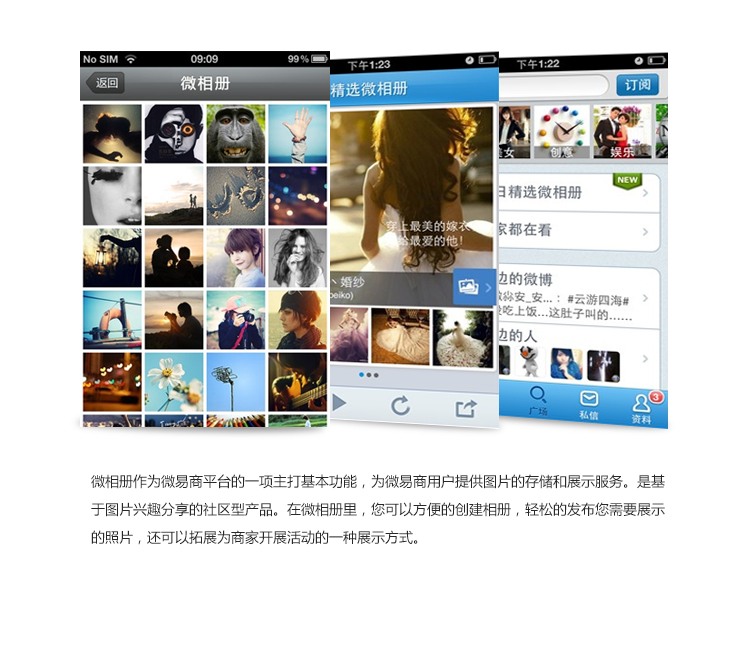 No SIM 09:09 99%
返回 微相册
下午1:23
精选微相册
穿上最美的嫁衣
给最爱的他！
丶婚纱
beiko)
下午1:22
订阅
美女 创意 娱乐
日精选微相册 NEW
家都在看
边的微博
安_安...： #云游四海#
吃上饭...这肚子叫的......
边的人
广场 私信 资料 3
微相册作为微易商平台的一项主打基本功能，为微易商用户提供图片的存储和展示服务。是基
于图片兴趣分享的社区型产品。在微相册里，您可以方便的创建相册，轻松的发布您需要展示
的照片，还可以拓展为商家开展活动的一种展示方式。